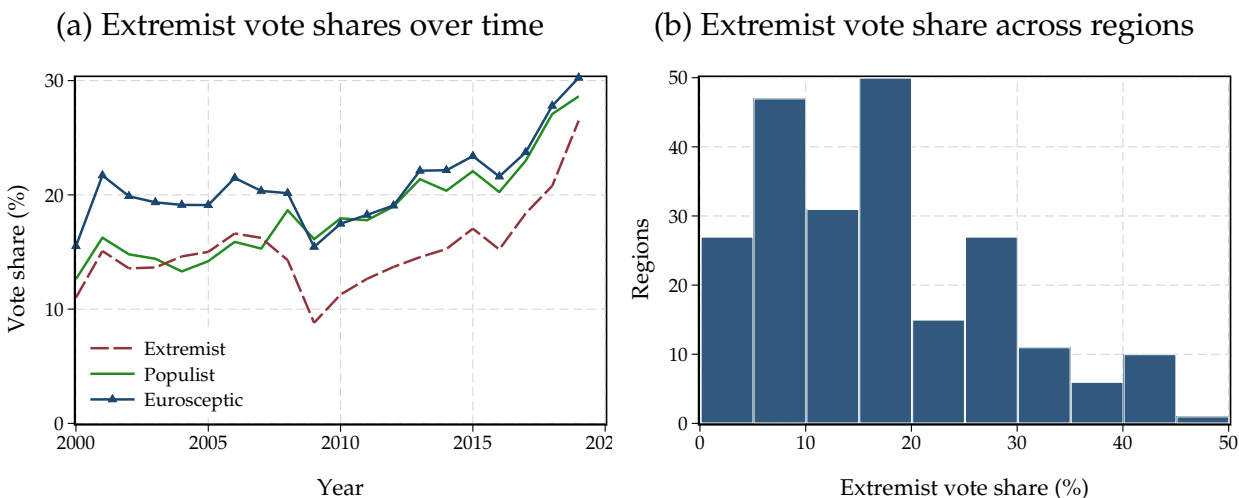 (a) Extremist vote shares over time
30
20
10
0
Vote share (%)
Extremist
Populist
Eurosceptic
2000
2005
2010
2015
202
Year
(b) Extremist vote share across regions
50
40
30
20
10
0
Regions
0
10
20
30
40
50
Extremist vote share (%)